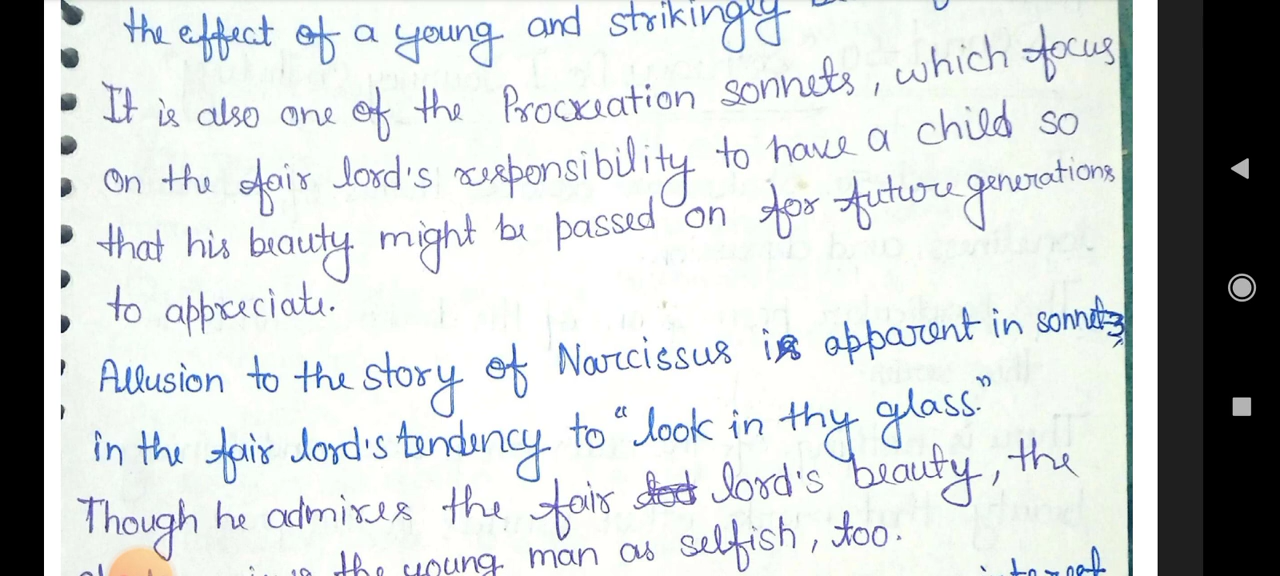 the effect of a young and strikingly
It is also one of the Procreation sonnets, which focus
on the fair lord's responsibility to have a child so
that his beauty might be passed on for future generations
to appreciate.
Allusion to the story of Narcissus is apparent in sonnet 3,
in the fair lord's tendency to "look in thy glass."
Though he admires the fair lord's beauty, the
the young man as selfish, too.